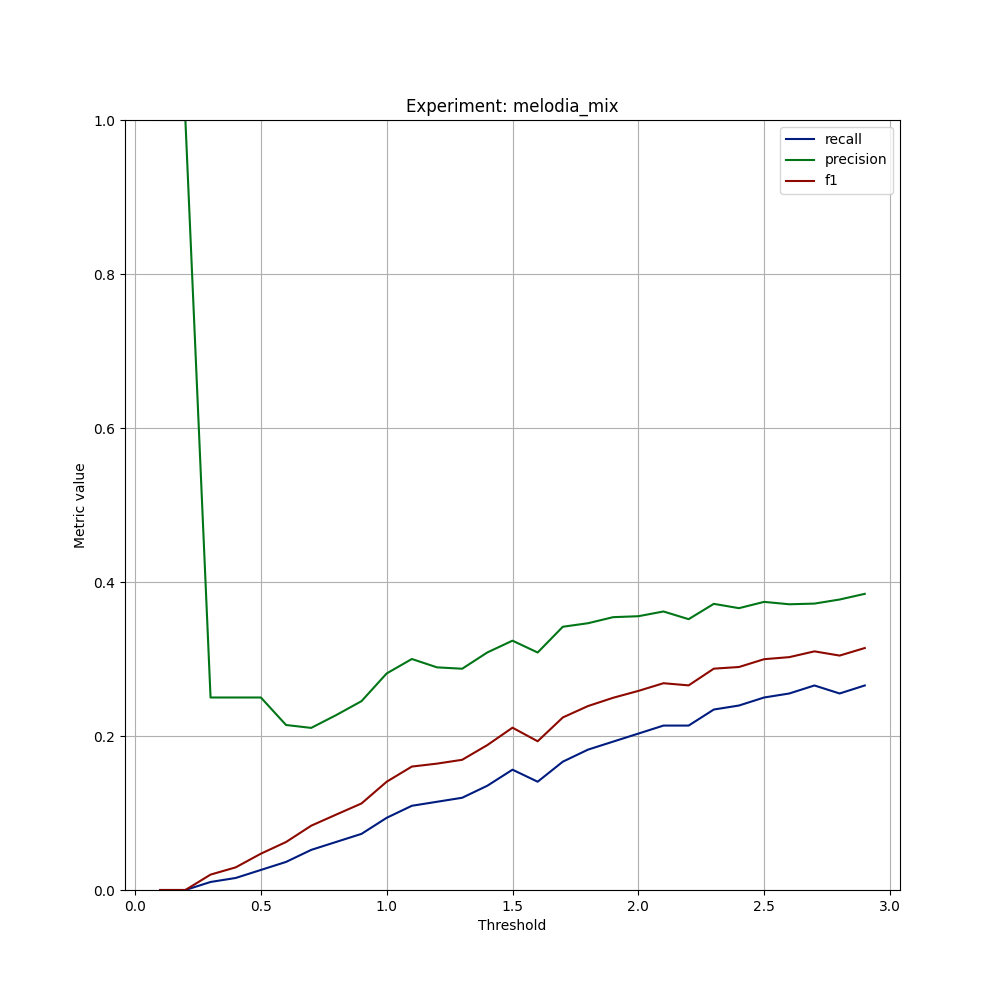 Experiment: melodia_mix
1.0
0.8
0.6
0.4
0.2
0.0
Metric value
recall
precision
f1
0.0 0.5 1.0 1.5 2.0 2.5 3.0
Threshold